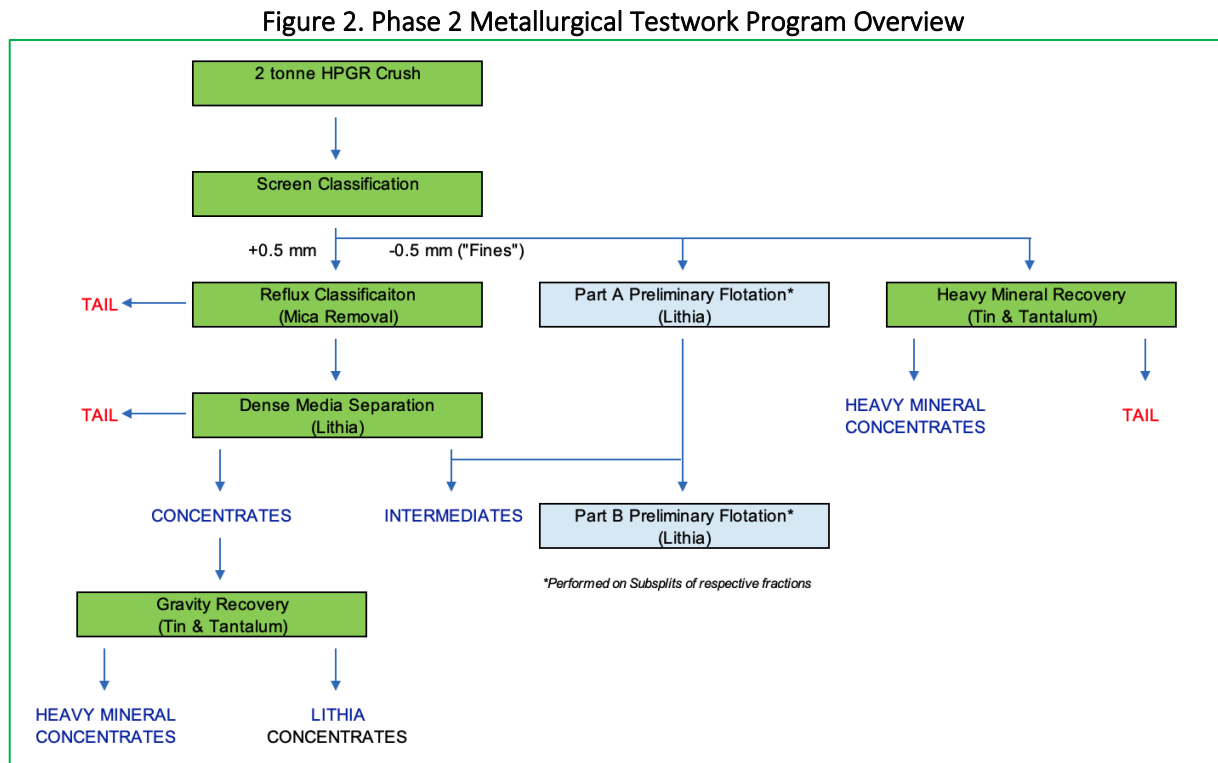 Figure 2. Phase 2 Metallurgical Testwork Program Overview
2 tonne HPGR Crush
Screen Classification
+0.5 mm
-0.5 mm ("Fines")
TAIL
Reflux Classificaiton
(Mica Removal)
Part A Preliminary Flotation*
(Lithia)
Heavy Mineral Recovery
(Tin & Tantalum)
TAIL
Dense Media Separation
(Lithia)
HEAVY MINERAL
CONCENTRATES
TAIL
CONCENTRATES
INTERMEDIATES
Part B Preliminary Flotation*
(Lithia)
*Performed on Subsplits of respective fractions
Gravity Recovery
(Tin & Tantalum)
HEAVY MINERAL
CONCENTRATES
LITHIA
CONCENTRATES